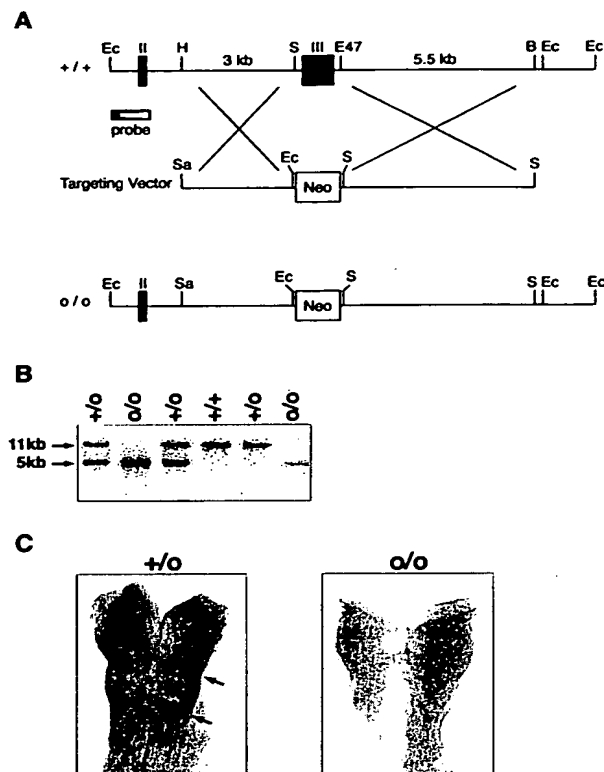 A
Ec II H S III E47 B Ec Ec
+/+ 3 kb 5.5 kb
probe
Sa Ec S S
Targeting Vector Neo
Ec II Sa Ec S S Ec Ec
o/o Neo
B
+/o o/o +/o +/+ +/o o/o
11kb
5kb
C
+/o o/o